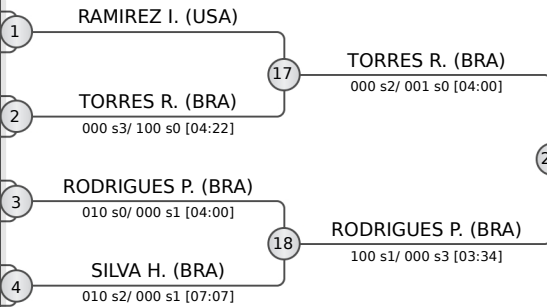 RAMIREZ I. (USA)
1
17
TORRES R. (BRA)
000 s2/ 001 s0 [04:00]
TORRES R. (BRA)
2
000 s3/ 100 s0 [04:22]
RODRIGUES P. (BRA)
3
010 s0/ 000 s1 [04:00]
18
RODRIGUES P. (BRA)
100 s1/ 000 s3 [03:34]
SILVA H. (BRA)
4
010 s2/ 000 s1 [07:07]